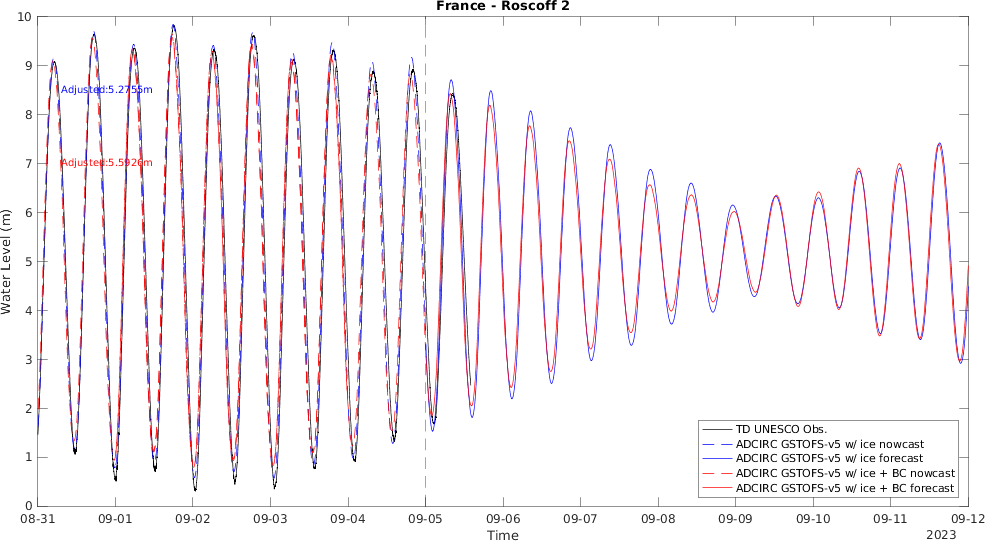 France - Roscoff 2
10
9
8
7
6
5
4
3
2
1
0
Water Level (m)
Adjusted:5.2755m
Adjusted:5.5926m
TD UNESCO Obs.
ADCIRC GSTOFS-v5 w/ ice nowcast
ADCIRC GSTOFS-v5 w/ ice forecast
ADCIRC GSTOFS-v5 w/ ice + BC nowcast
ADCIRC GSTOFS-v5 w/ ice + BC forecast
08-31 09-01 09-02 09-03 09-04 09-05 09-06 09-07 09-08 09-09 09-10 09-11 09-12
Time
2023